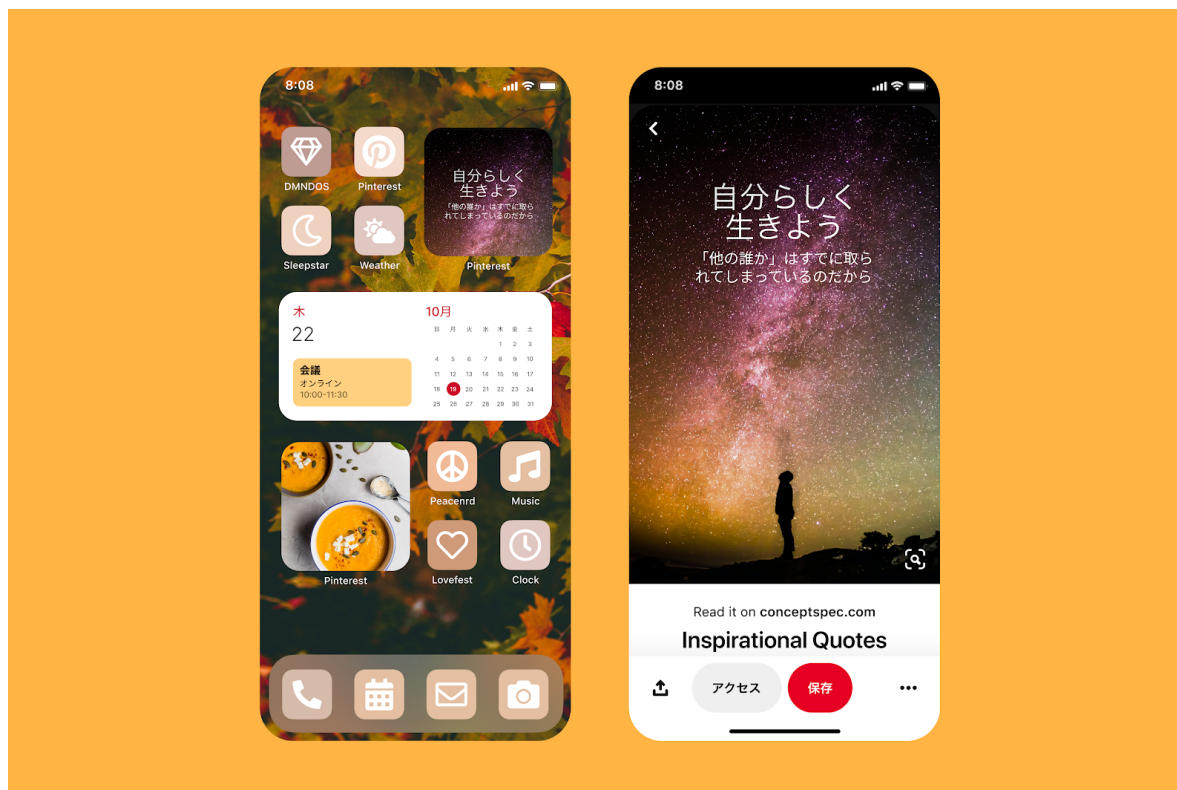 8:08
DMNDOS
Pinterest
自分らしく
生きよう
「他の誰か」はすでに取ら
れてしまっているのだから
Sleepstar
Weather
Pinterest
木
22
会議
オンライン
10:00-11:30
10月
日 月 火 水 木 金 土
1 2 3
4 5 6 7 8 9 10
11 12 13 14 15 16 17
18 19 20 21 22 23 24
25 26 27 28 29 30 31
Pinterest
Peacenrd
Music
Lovefest
Clock
8:08
自分らしく
生きよう
「他の誰か」はすでに取ら
れてしまっているのだから
Read it on conceptspec.com
Inspirational Quotes
アクセス
保存